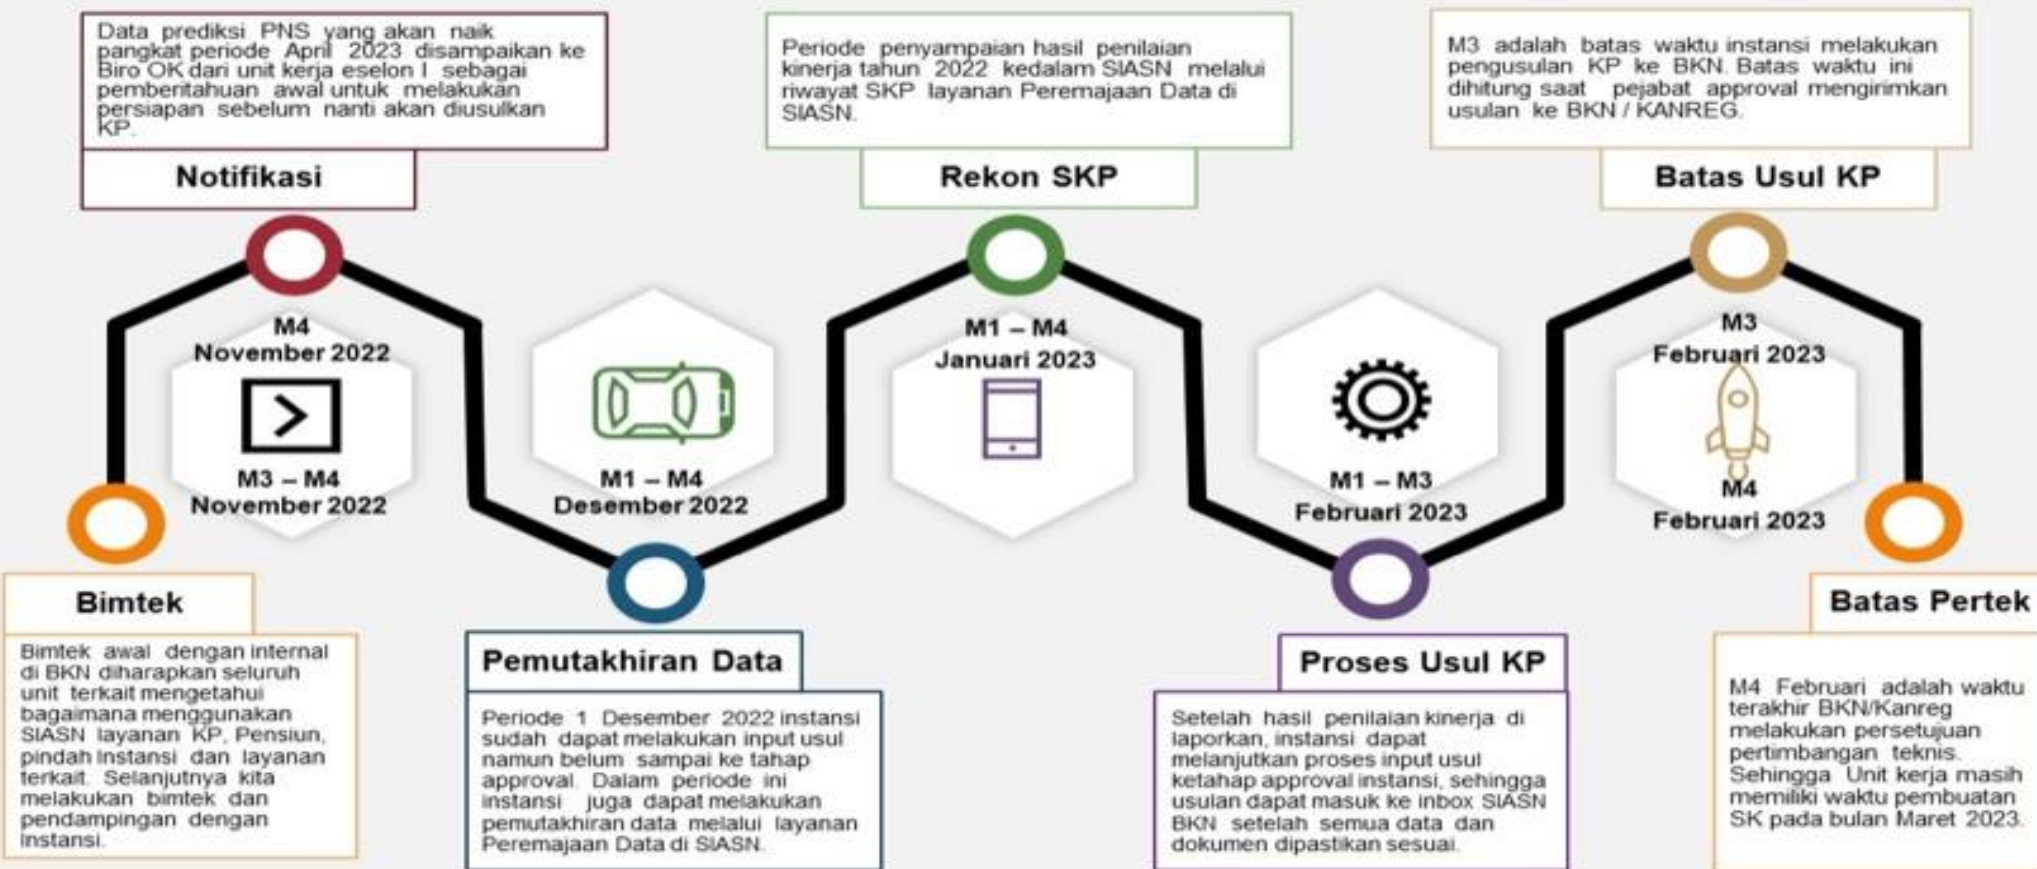 Data prediksi PNS yang akan naik
pangkat periode April 2023 disampaikan ke
Biro OK dari unit kerja eselon I sebagai
pemberitahuan awal untuk melakukan
persiapan sebelum nanti akan diusulkan
KP.
Notifikasi
Periode penyampaian hasil penilaian
kinerja tahun 2022 kedalam SIASN melalui
riwayat SKP layanan Peremajaan Data di
SIASN.
Rekon SKP
M3 adalah batas waktu instansi melakukan
pengusulan KP ke BKN. Batas waktu ini
dihitung saat pejabat approval mengirimkan
usulan ke BKN / KANREG.
Batas Usul KP
M4
November 2022
M3 – M4
November 2022
M1 – M4
Desember 2022
M1 – M4
Januari 2023
M1 – M3
Februari 2023
M3
Februari 2023
M4
Februari 2023
Bimtek
Bimtek awal dengan internal
di BKN diharapkan seluruh
unit terkait mengetahui
bagaimana menggunakan
SIASN layanan KP, Pensiun,
pindah Instansi dan layanan
terkait. Selanjutnya kita
melakukan bimtek dan
pendampingan dengan
Instansi.
Pemutakhiran Data
Periode 1 Desember 2022 instansi
sudah dapat melakukan input usul
namun belum sampai ke tahap
approval. Dalam periode ini
instansi juga dapat melakukan
pemutakhiran data melalui layanan
Peremajaan Data di SIASN.
Proses Usul KP
Setelah hasil penilaian kinerja di
laporkan, instansi dapat
melanjutkan proses input usul
ketahap approval instansi, sehingga
usulan dapat masuk ke inbox SIASN
BKN setelah semua data dan
dokumen dipastikan sesuai.
Batas Pertek
M4 Februari adalah waktu
terakhir BKN/Kanreg
melakukan persetujuan
pertimbangan teknis.
Sehingga Unit kerja masih
memiliki waktu pembuatan
SK pada bulan Maret 2023.